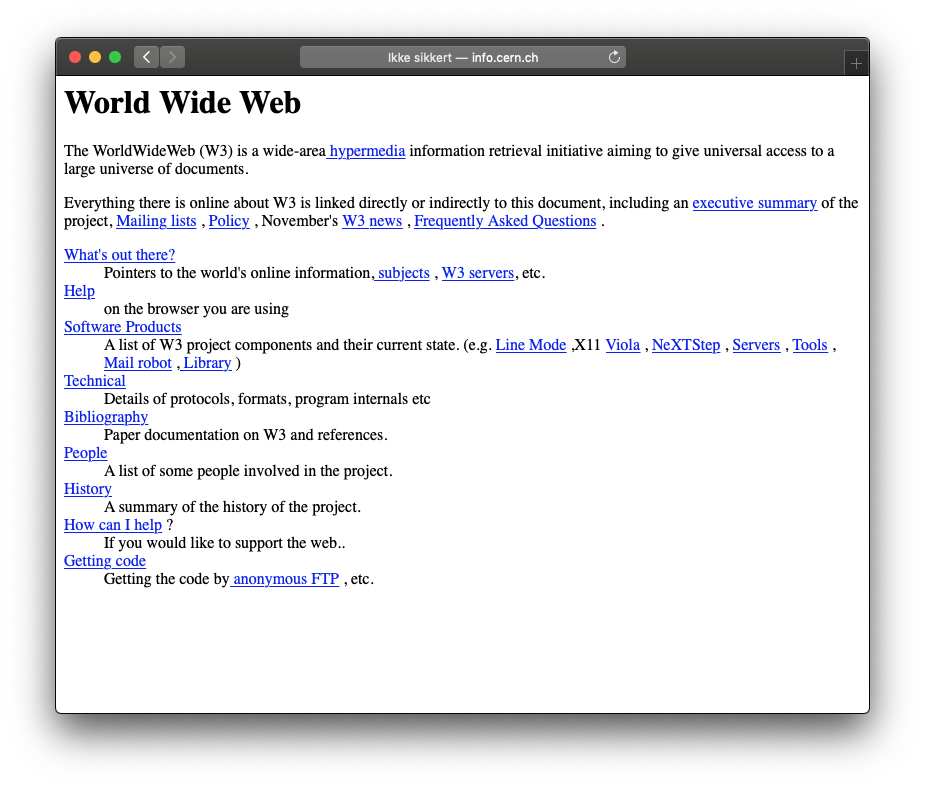 Ikke sikkert — info.cern.ch
World Wide Web
The WorldWideWeb (W3) is a wide-area hypermedia information retrieval initiative aiming to give universal access to a
large universe of documents.
Everything there is online about W3 is linked directly or indirectly to this document, including an executive summary of the
project, Mailing lists , Policy , November's W3 news , Frequently Asked Questions .
What's out there?
Pointers to the world's online information, subjects , W3 servers, etc.
Help
on the browser you are using
Software Products
A list of W3 project components and their current state. (e.g. Line Mode ,X11 Viola , NeXTStep , Servers , Tools ,
Mail robot , Library )
Technical
Details of protocols, formats, program internals etc
Bibliography
Paper documentation on W3 and references.
People
A list of some people involved in the project.
History
A summary of the history of the project.
How can I help ?
If you would like to support the web..
Getting code
Getting the code by anonymous FTP , etc.